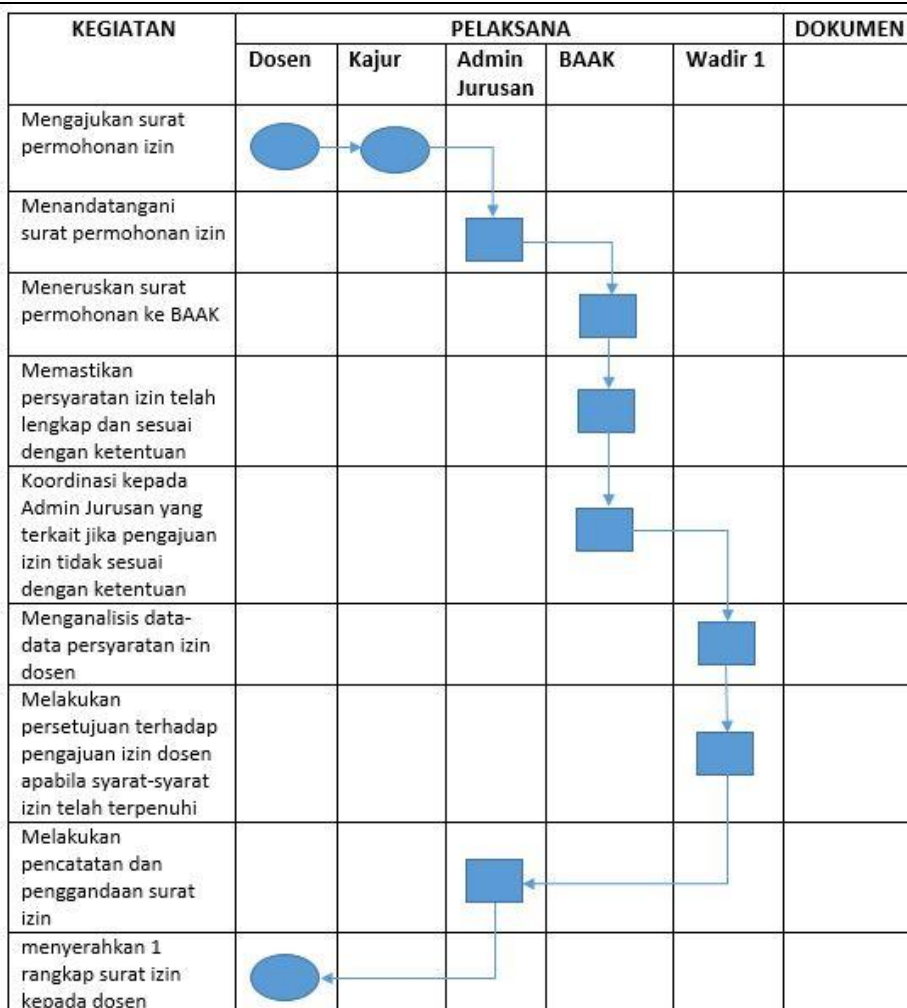 KEGIATAN
PELAKSANA
DOKUMEN
Dosen
Kajur
Admin
Jurusan
BAAK
Wadir 1
Mengajukan surat
permohonan izin
Menandatangani
surat permohonan izin
Meneruskan surat
permohonan ke BAAK
Memastikan
persyaratan izin telah
lengkap dan sesuai
dengan ketentuan
Koordinasi kepada
Admin Jurusan yang
terkait jika pengajuan
izin tidak sesuai
dengan ketentuan
Menganalisis data-
data persyaratan izin
dosen
Melakukan
persetujuan terhadap
pengajuan izin dosen
apabila syarat-syarat
izin telah terpenuhi
Melakukan
pencatatan dan
penggandaan surat
izin
menyerahkan 1
rangkap surat izin
kepada dosen